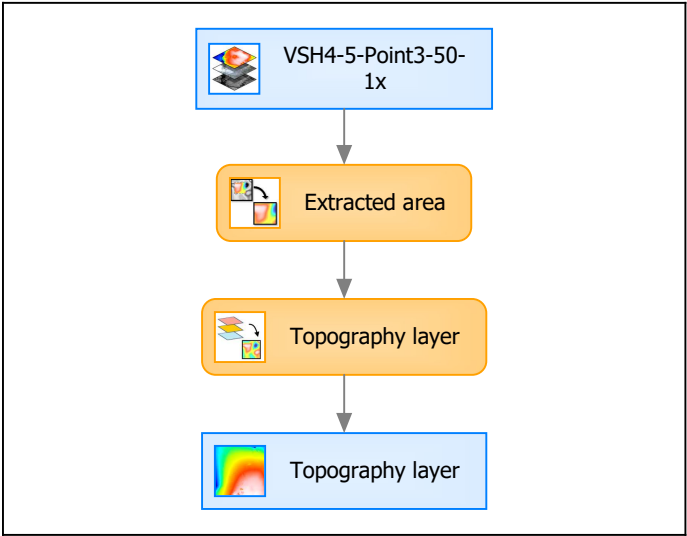 VSH4-5-Point3-50-
1x
Extracted area
Topography layer
Topography layer